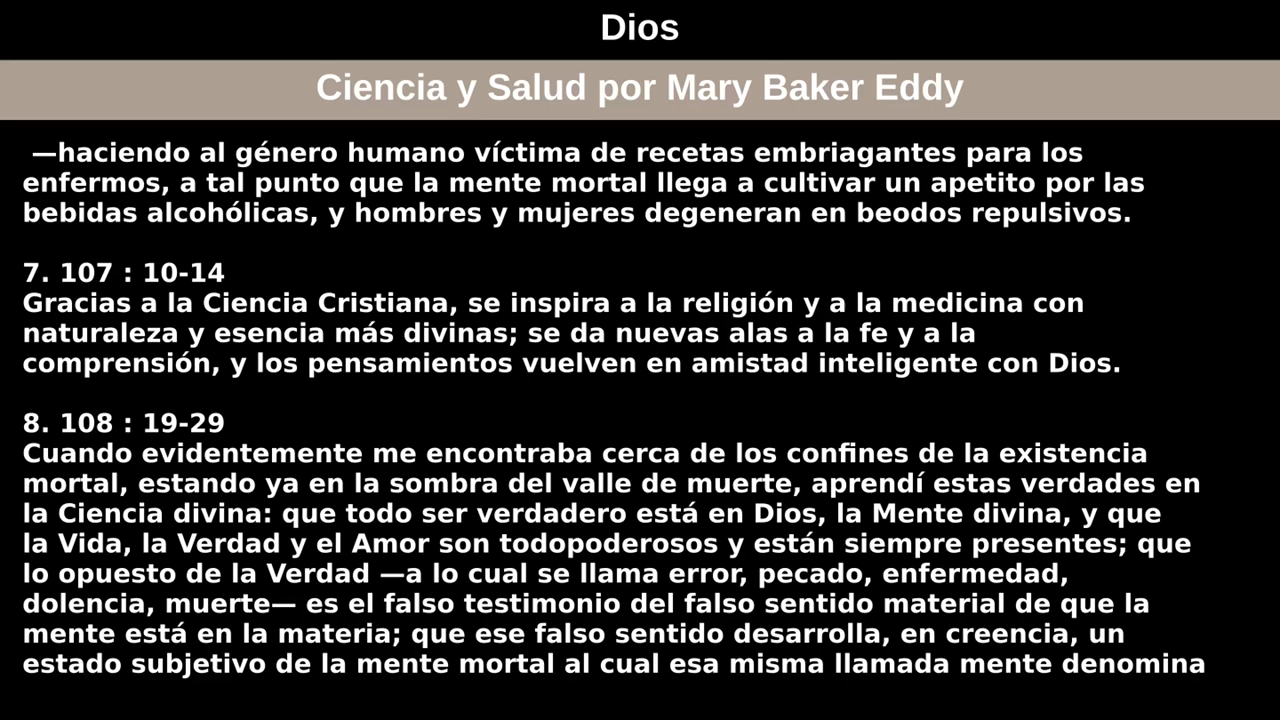 Dios
Ciencia y Salud por Mary Baker Eddy
—haciendo al género humano víctima de recetas embriagantes para los
enfermos, a tal punto que la mente mortal llega a cultivar un apetito por las
bebidas alcohólicas, y hombres y mujeres degeneran en beodos repulsivos.
7. 107 : 10-14
Gracias a la Ciencia Cristiana, se inspira a la religión y a la medicina con
naturaleza y esencia más divinas; se da nuevas alas a la fe y a la
comprensión, y los pensamientos vuelven en amistad inteligente con Dios.
8. 108 : 19-29
Cuando evidentemente me encontraba cerca de los confines de la existencia
mortal, estando ya en la sombra del valle de muerte, aprendí estas verdades en
la Ciencia divina: que todo ser verdadero está en Dios, la Mente divina, y que
la Vida, la Verdad y el Amor son todopoderosos y están siempre presentes; que
lo opuesto de la Verdad —a lo cual se llama error, pecado, enfermedad,
dolencia, muerte— es el falso testimonio del falso sentido material de que la
mente está en la materia; que ese falso sentido desarrolla, en creencia, un
estado subjetivo de la mente mortal al cual esa misma llamada mente denomina